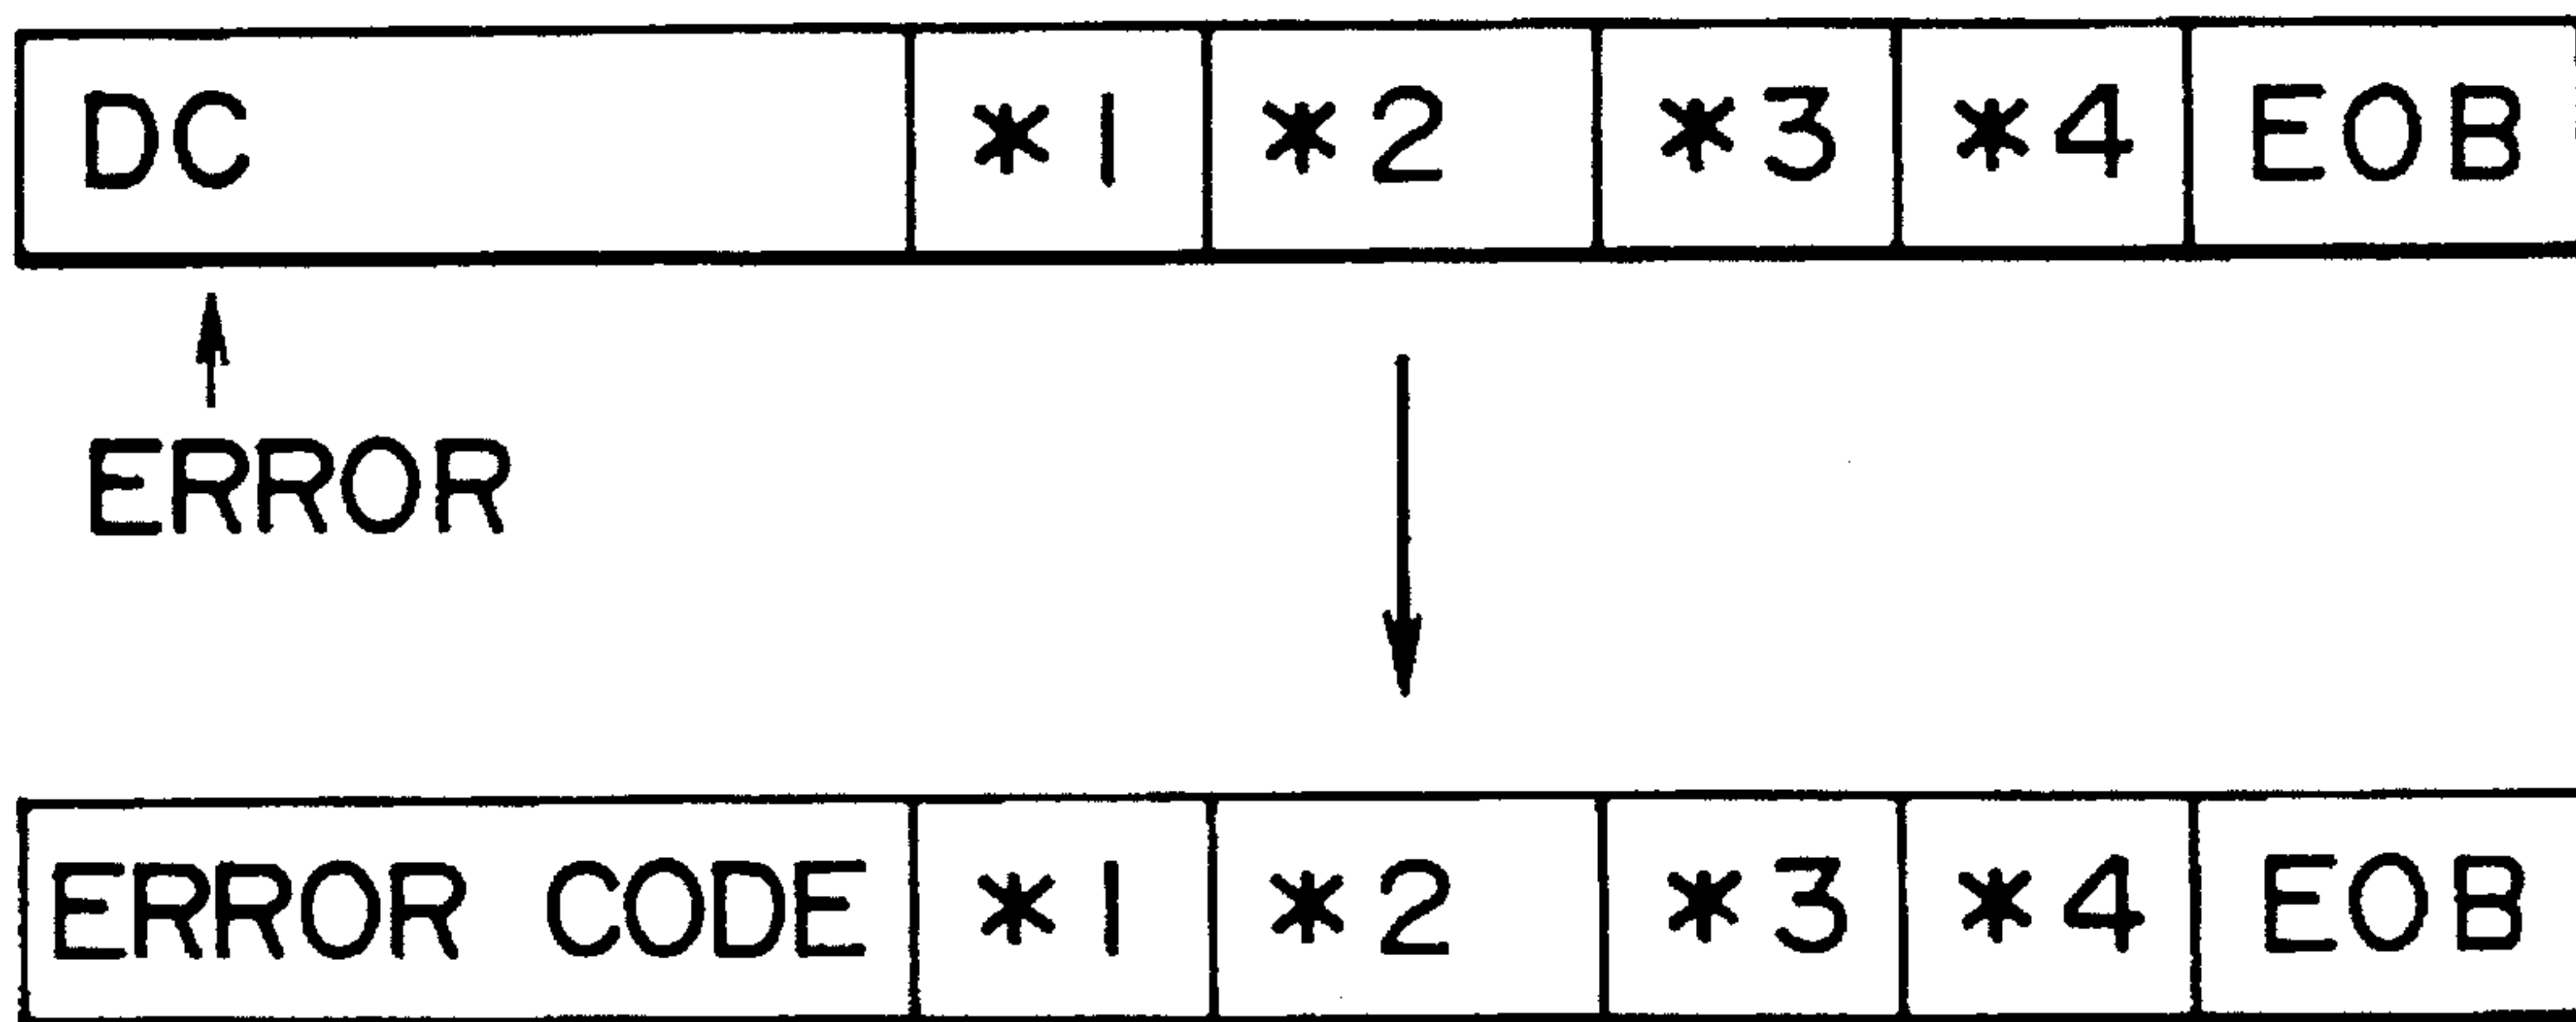 DC *1 *2 *3 *4 EOB
ERROR
ERROR CODE *1 *2 *3 *4 EOB